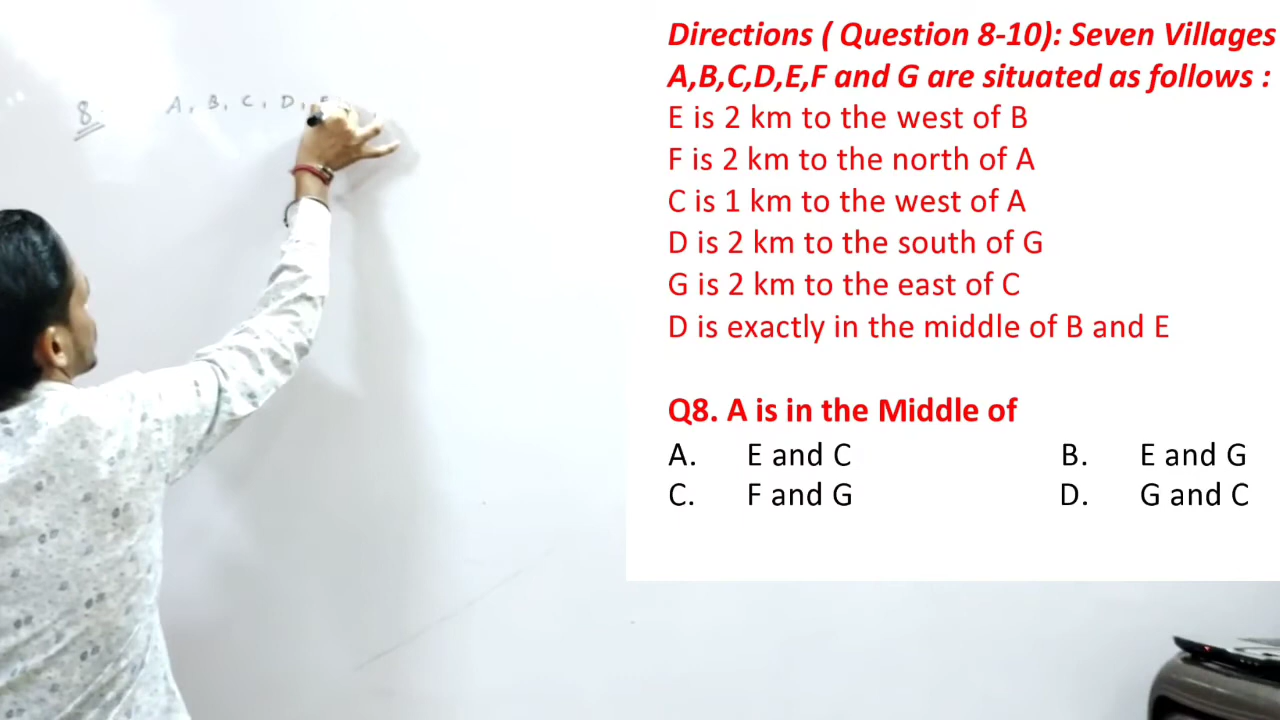 8.
A, B, C, D,
Directions ( Question 8-10): Seven Villages
A,B,C,D,E,F and G are situated as follows :
E is 2 km to the west of B
F is 2 km to the north of A
C is 1 km to the west of A
D is 2 km to the south of G
G is 2 km to the east of C
D is exactly in the middle of B and E
Q8. A is in the Middle of
A. E and C B. E and G
C. F and G D. G and C